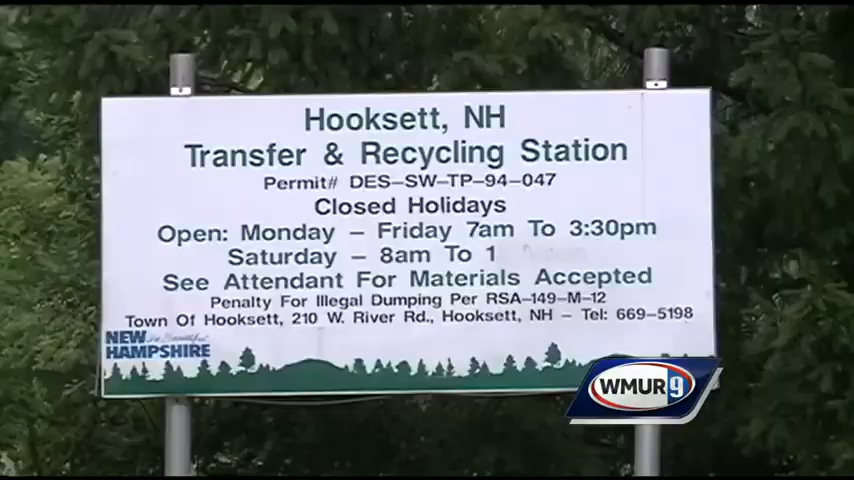 Hooksett, NH
Transfer & Recycling Station
Permit# DES-SW-TP-94-047
Closed Holidays
Open: Monday - Friday 7am To 3:30pm
Saturday - 8am To 1
See Attendant For Materials Accepted
Penalty For Illegal Dumping Per RSA-149-M-12
Town Of Hooksett, 210 W. River Rd., Hooksett, NH - Tel: 669-5198
NEW
HAMPSHIRE
WMUR 9